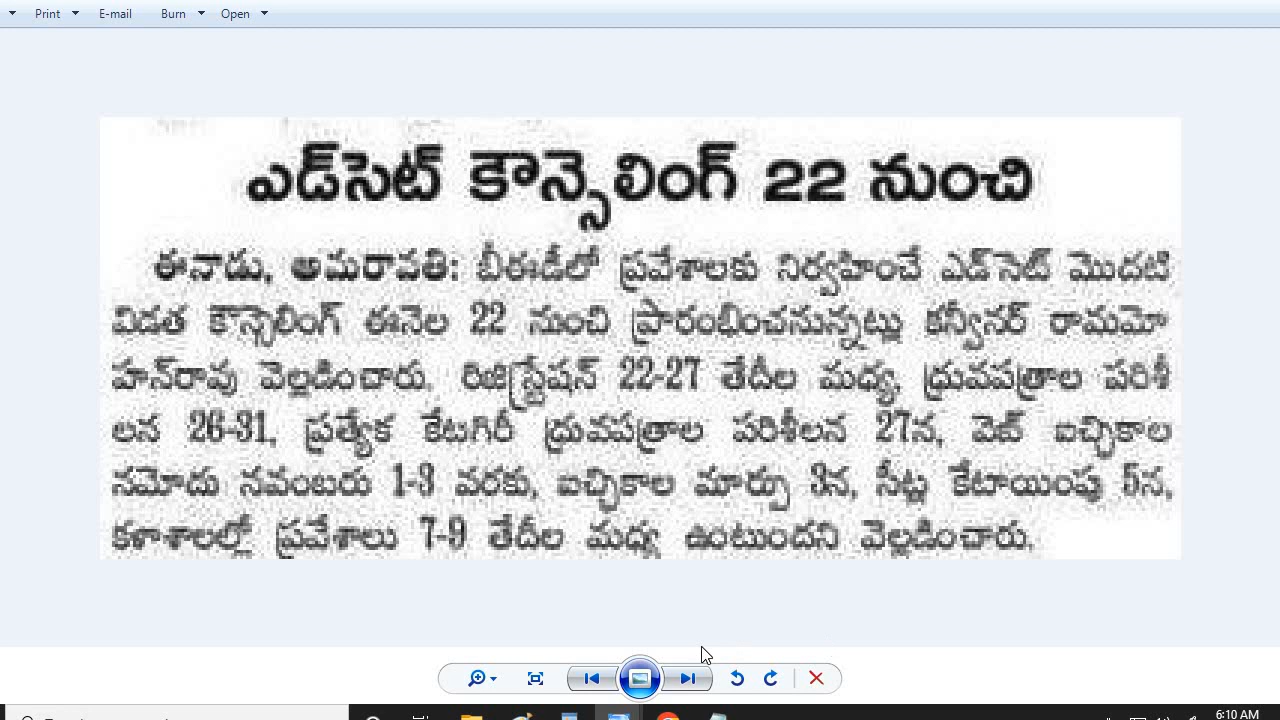 Print E-mail Burn Open
ఎడ్‌సెట్ కౌన్సెలింగ్ 22 నుంచి
ఈనాడు, అమరావతి: బీఈడీలో ప్రవేశాలకు నిర్వహించే ఎడ్‌సెట్ మొదటి
విడత కౌన్సెలింగ్ ఈనెల 22 నుంచి ప్రారంభించనున్నట్లు కన్వీనర్ రామమో
హన్‌రావు వెల్లడించారు. రిజిస్ట్రేషన్ 22-27 తేదీల మధ్య, ధ్రువపత్రాల పరిశీ
లన 26-31, ప్రత్యేక కేటగిరీ ధ్రువపత్రాల పరిశీలన 27న, వెబ్ ఐచ్ఛికాల
నమోదు నవంబరు 1-3 వరకు, ఐచ్ఛికాల మార్పు 3న, సీట్ల కేటాయింపు 5న,
కళాశాలల్లో ప్రవేశాలు 7-9 తేదీల మధ్య ఉంటుందని వెల్లడించారు.
6:10 AM